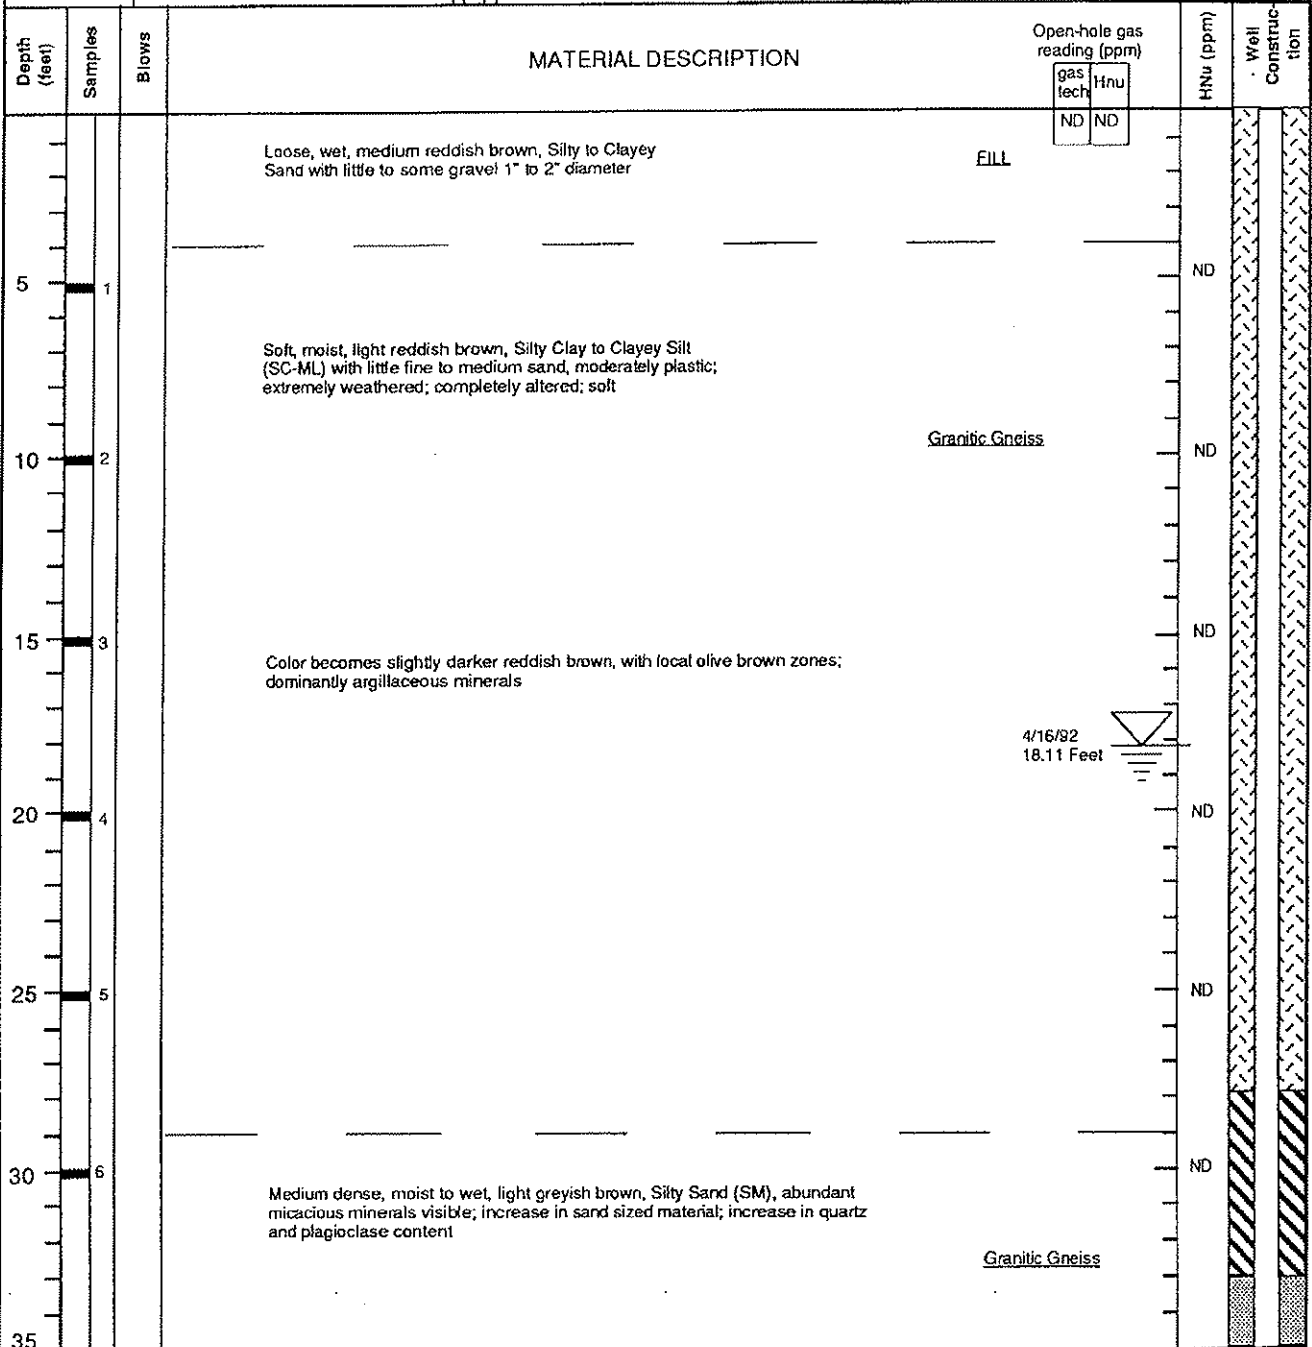 Depth
(feet)
Samples
Blows
MATERIAL DESCRIPTION
Open-hole gas
reading (ppm)
gas
tech
Hnu
ND
ND
HNu (ppm)
Well
Construc-
tion
Loose, wet, medium reddish brown, Silty to Clayey
Sand with little to some gravel 1" to 2" diameter
FILL
5
1
ND
Soft, moist, light reddish brown, Silty Clay to Clayey Silt
(SC-ML) with little fine to medium sand, moderately plastic;
extremely weathered; completely altered; soft
Granitic Gneiss
10
2
ND
15
3
ND
Color becomes slightly darker reddish brown, with local olive brown zones;
dominantly argillaceous minerals
4/16/92
18.11 Feet
20
4
ND
25
5
ND
30
6
ND
Medium dense, moist to wet, light greyish brown, Silty Sand (SM), abundant
micacious minerals visible; increase in sand sized material; increase in quartz
and plagioclase content
Granitic Gneiss
35